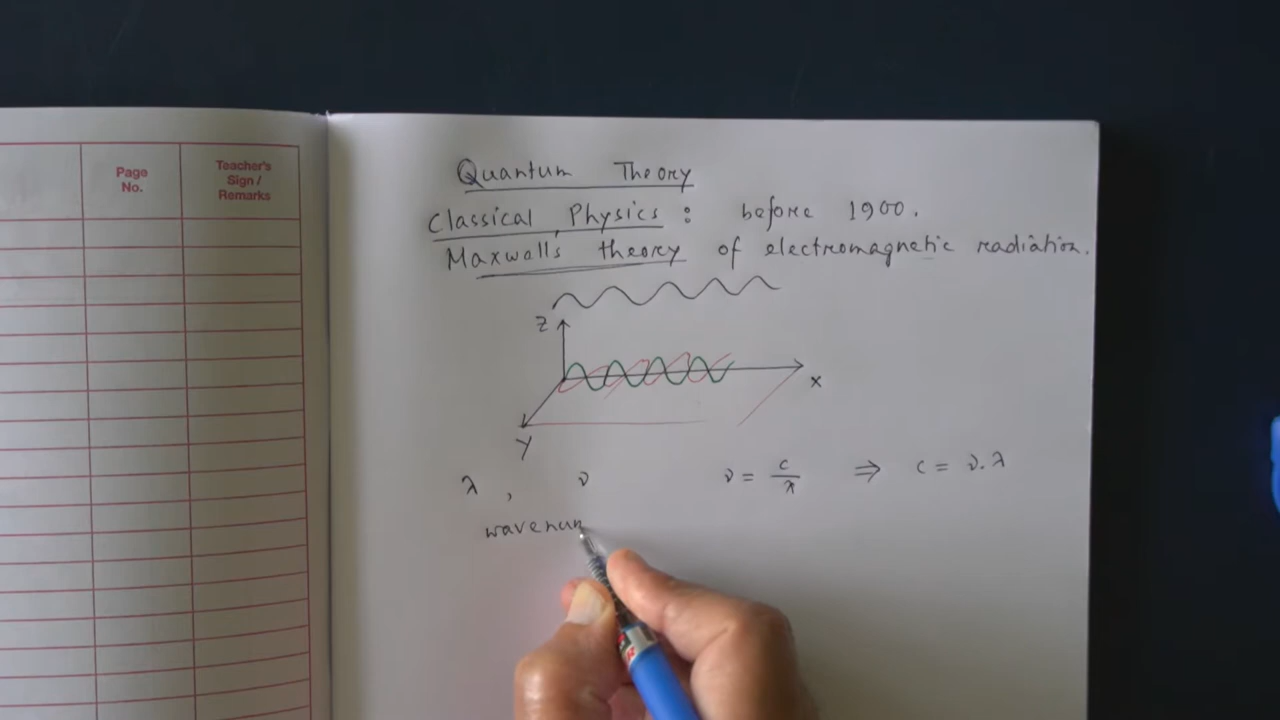 Page
No.
Teacher's
Sign /
Remarks
Quantum Theory
Classical Physics : before 1900.
Maxwalls theory of electromagnetic radiation.
Z
x
y
λ , ν ν = c/λ ⇒ c = ν.λ
wavenum